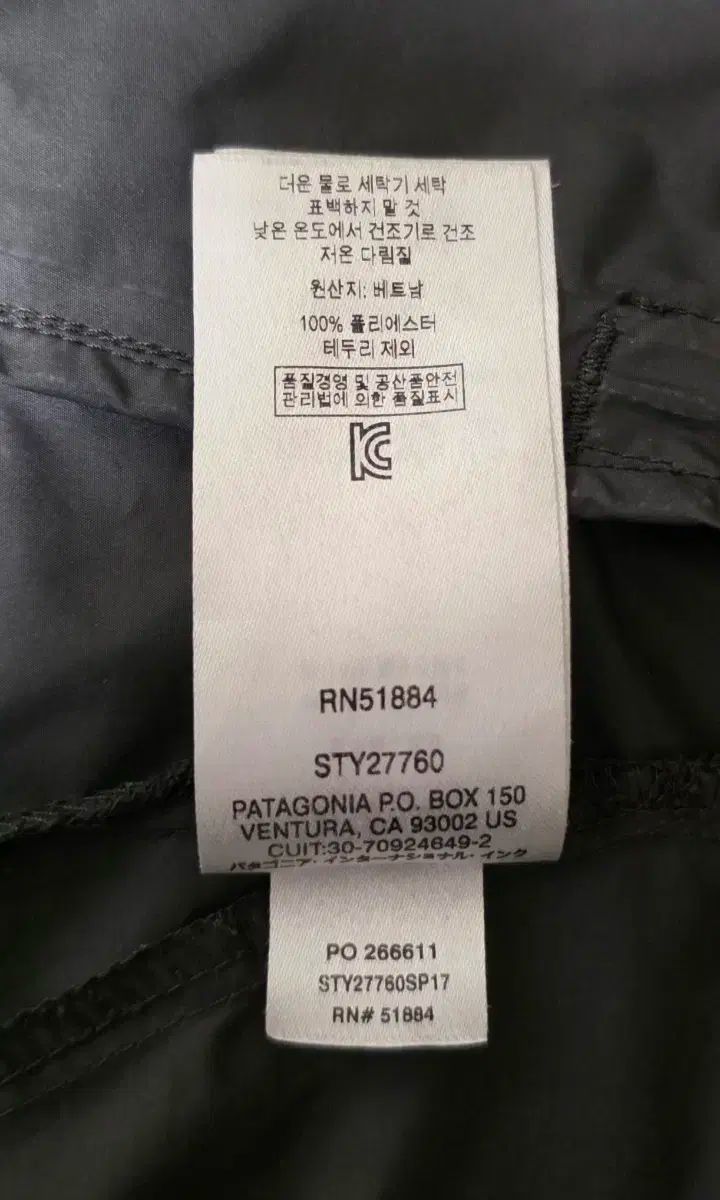 더운 물로 세탁기 세탁
표백하지 말 것
낮은 온도에서 건조기로 건조
저온 다림질
원산지: 베트남
100% 폴리에스터
테두리 제외
품질경영 및 공산품안전
관리법에 의한 품질표시
KC
RN51884
STY27760
PATAGONIA P.O. BOX 150
VENTURA, CA 93002 US
CUIT:30-70924649-2
パタゴニア・インターナショナル・インク
PO 266611
STY27760SP17
RN# 51884